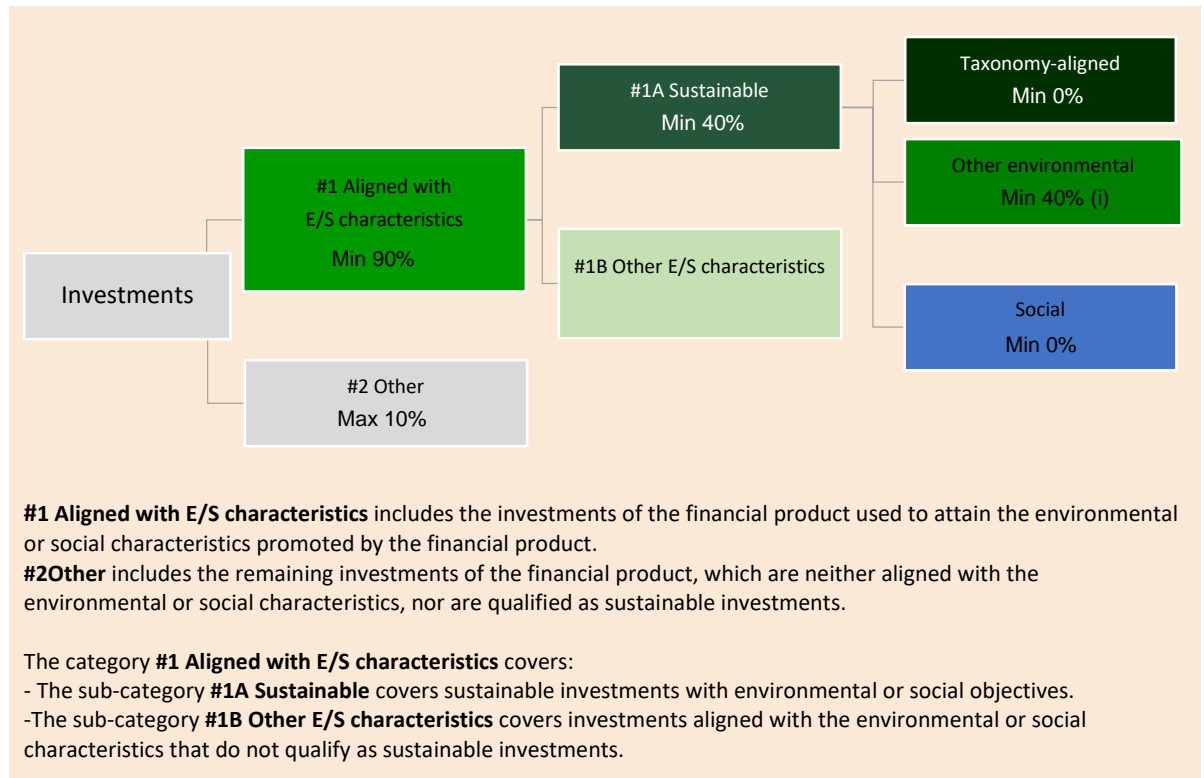 Investments
#1 Aligned with
E/S characteristics
Min 90%
#2 Other
Max 10%
#1A Sustainable
Min 40%
#1B Other E/S characteristics
Taxonomy-aligned
Min 0%
Other environmental
Min 40% (i)
Social
Min 0%
#1 Aligned with E/S characteristics includes the investments of the financial product used to attain the environmental
or social characteristics promoted by the financial product.
#2Other includes the remaining investments of the financial product, which are neither aligned with the
environmental or social characteristics, nor are qualified as sustainable investments.
The category #1 Aligned with E/S characteristics covers:
- The sub-category #1A Sustainable covers sustainable investments with environmental or social objectives.
-The sub-category #1B Other E/S characteristics covers investments aligned with the environmental or social
characteristics that do not qualify as sustainable investments.